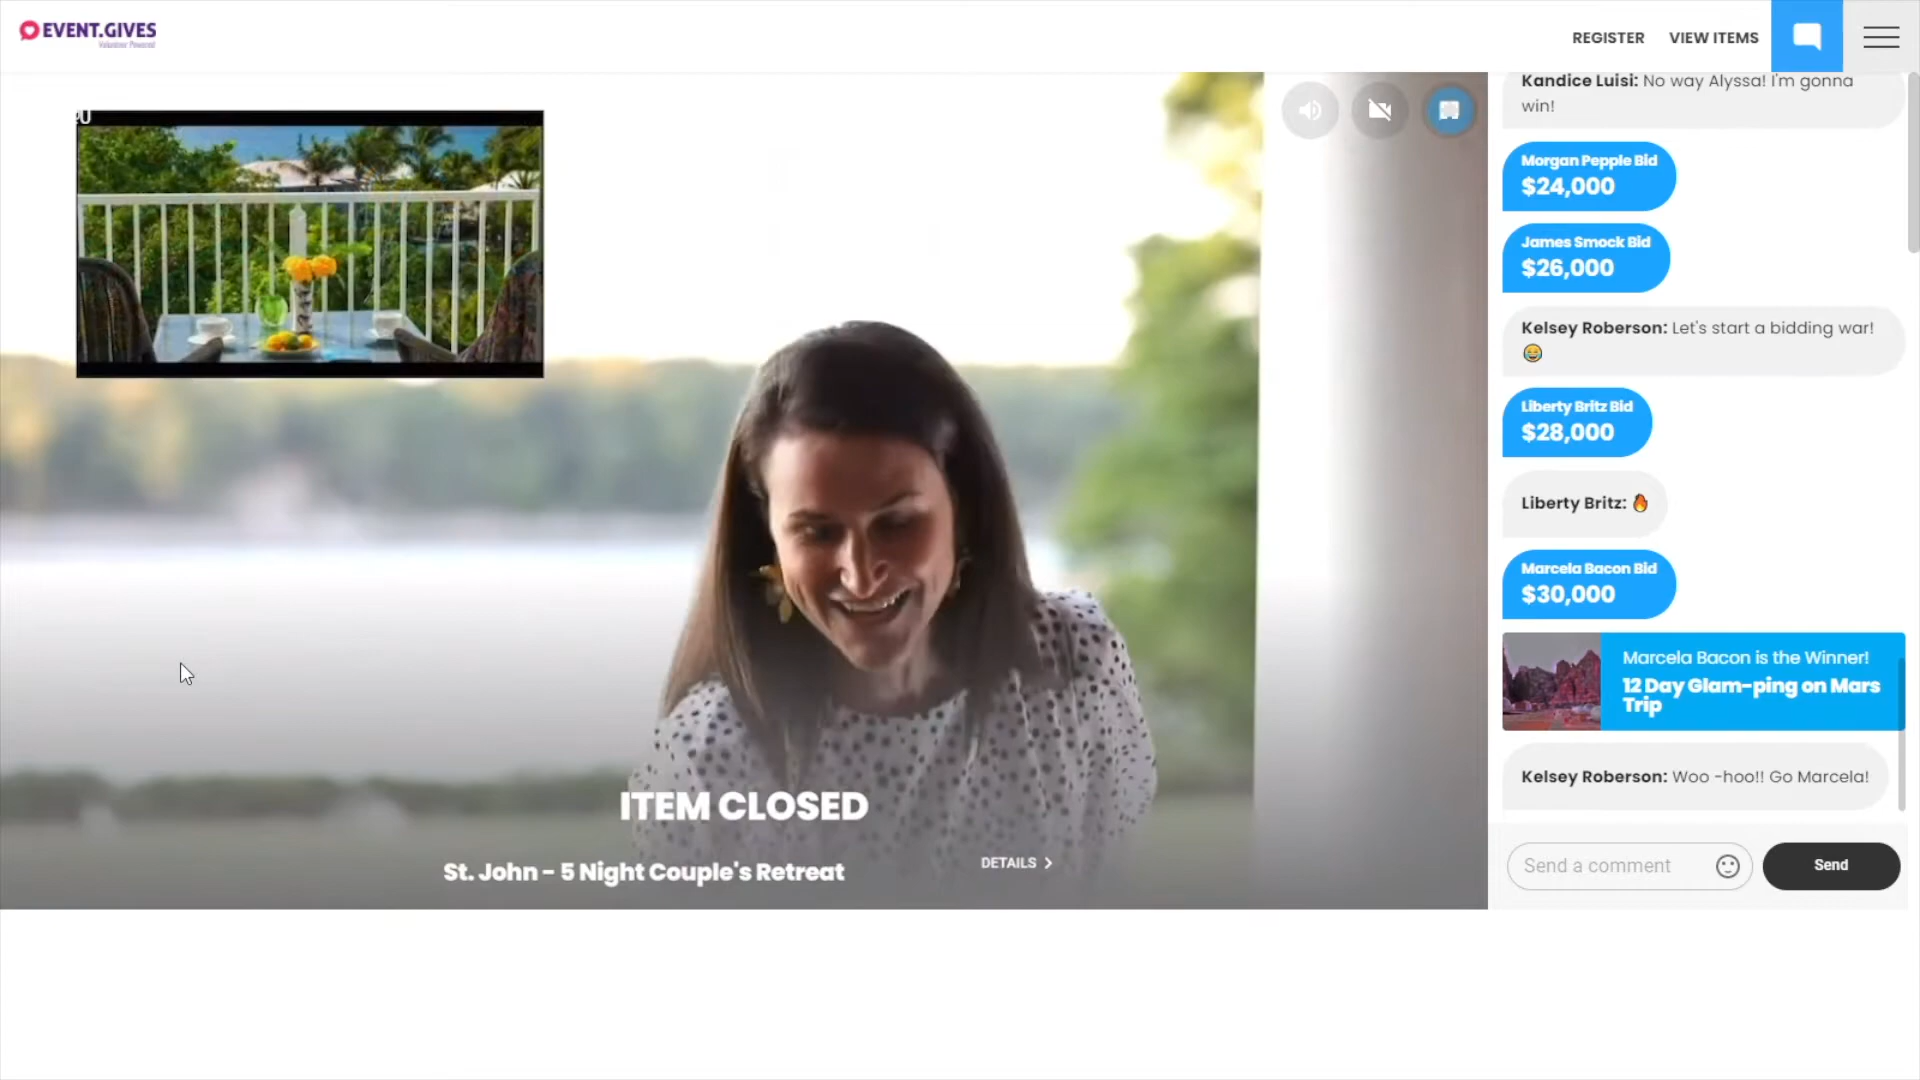 EVENT.GIVES
Volunteer Powered
REGISTER
VIEW ITEMS
Kandice Luisi: No way Alyssa! I'm gonna
win!
Morgan Pepple Bid
$24,000
James Smock Bid
$26,000
Kelsey Roberson: Let's start a bidding war!
😂
Liberty Britz Bid
$28,000
Liberty Britz: 🔥
Marcela Bacon Bid
$30,000
Marcela Bacon is the Winner!
12 Day Glam-ping on Mars
Trip
Kelsey Roberson: Woo -hoo!! Go Marcela!
ITEM CLOSED
St. John - 5 Night Couple's Retreat
DETAILS
Send a comment
Send